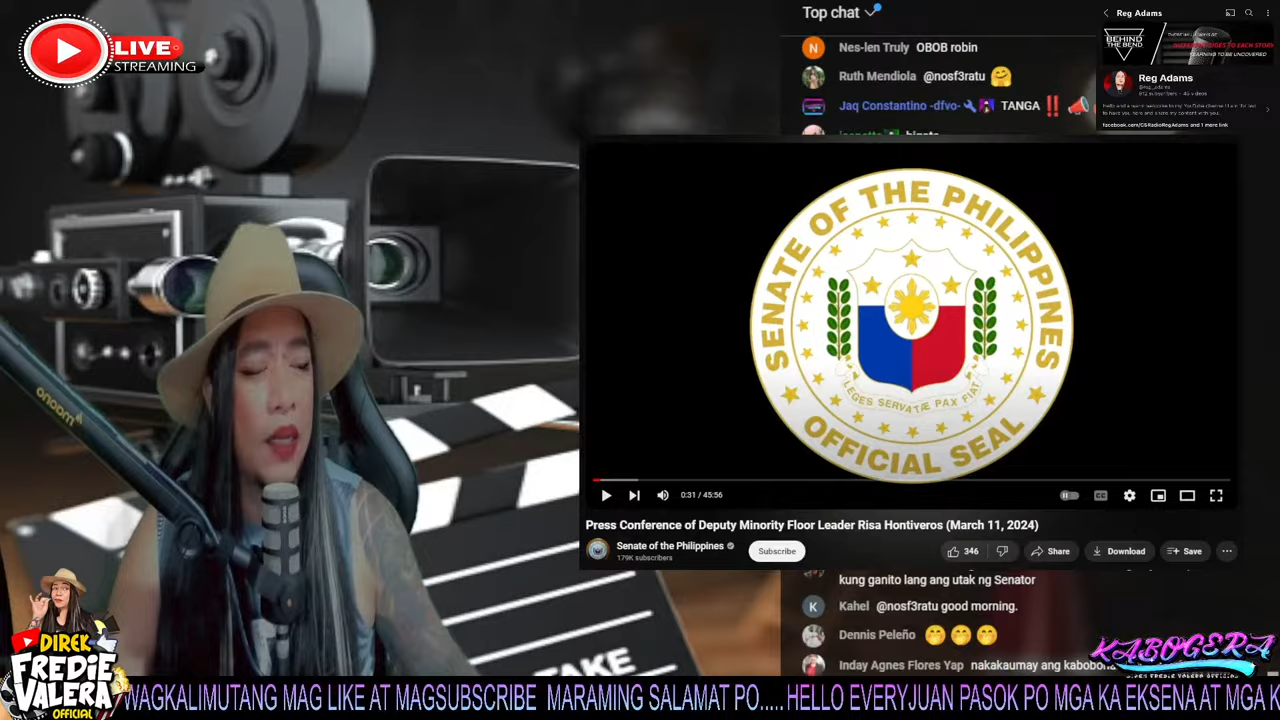 LIVE
STREAMING
Top chat
Nes-len Truly OBOB robin
Ruth Mendiola @nosf3ratu
Jaq Constantino -dfvo- TANGA
Reg Adams
BEHIND
THE BEND
Reg Adams
SENATE OF THE PHILIPPINES
LEGES SERVATÆ PAX FIAT
OFFICIAL SEAL
maono
0:31 / 45:56
Press Conference of Deputy Minority Floor Leader Risa Hontiveros (March 11, 2024)
Senate of the Philippines
179K subscribers
Subscribe
346
Share
Download
Save
kung ganito lang ang utak ng Senator
Kahel @nosf3ratu good morning.
Dennis Peleño
Inday Agnes Flores Yap
KABOGERA
TAKE
DIREK
FREDIE
VALERA
OFFICIAL
WAGKALIMUTANG MAG LIKE AT MAGSUBSCRIBE MARAMING SALAMAT PO..... HELLO EVERYJUAN PASOK PO MGA KA EKSENA AT MGA K